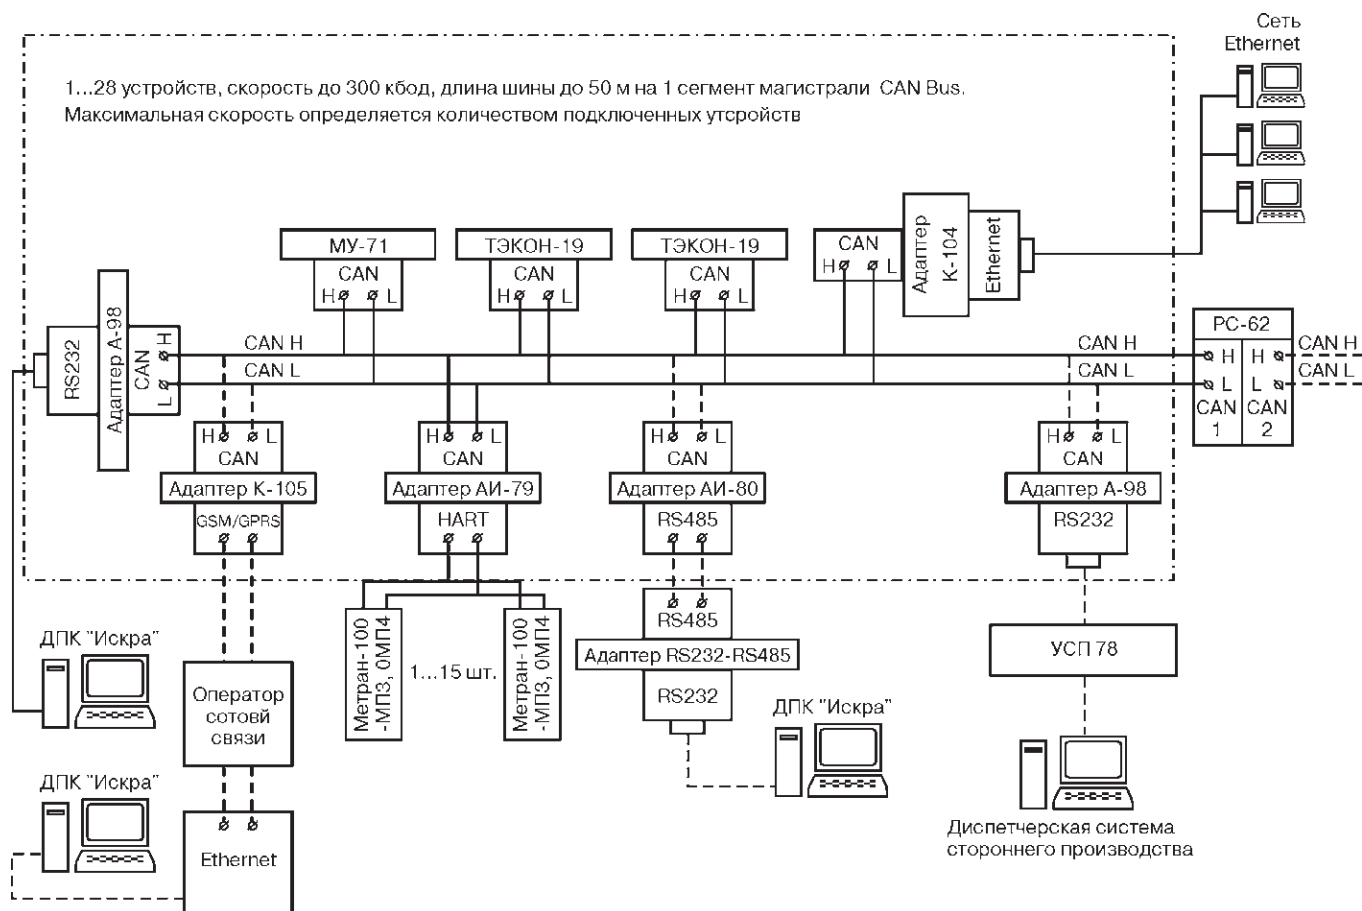 Сеть
Ethernet
1...28 устройств, скорость до 300 кбод, длина шины до 50 м на 1 сегмент магистрали CAN Bus.
Максимальная скорость определяется количеством подключенных утсройств
МУ-71
CAN
H L
ТЭКОН-19
CAN
H L
ТЭКОН-19
CAN
H L
CAN
H L
Адаптер
К-104
Ethernet
RS232
Адаптер А-98
CAN
H
L
CAN H
CAN L
CAN H
CAN L
РС-62
H H
L L
CAN CAN
1 2
CAN H
CAN L
H L
CAN
Адаптер К-105
GSM/GPRS
H L
CAN
Адаптер АИ-79
HART
H L
CAN
Адаптер АИ-80
RS485
H L
CAN
Адаптер А-98
RS232
ДПК "Искра"
Оператор
сотовй
связи
Метран-100
-МП3, 0МП4
1...15 шт.
Метран-100
-МП3, 0МП4
RS485
Адаптер RS232-RS485
RS232
ДПК "Искра"
УСП 78
ДПК "Искра"
Ethernet
Диспетчерская система
стороннего производства